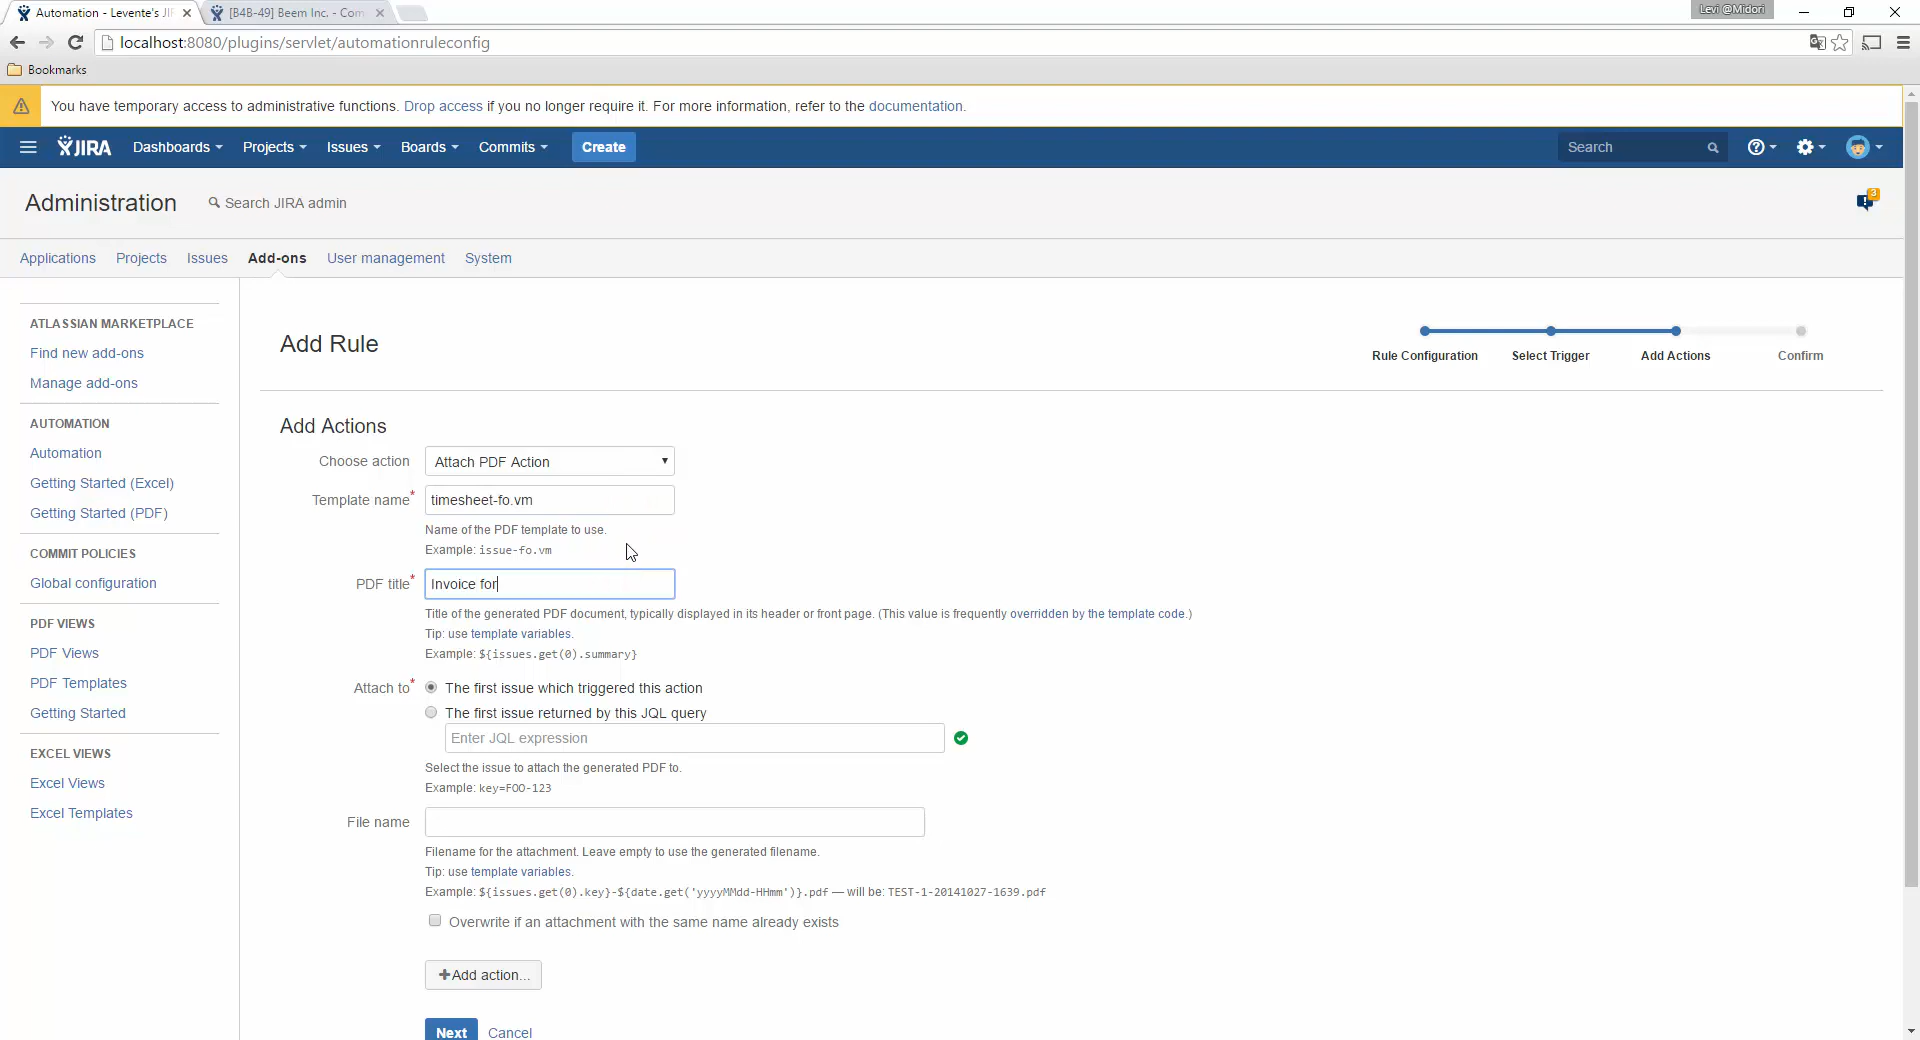 Automation - Levente's JI
[B4B-49] Beem Inc. - Com
Levi @Midori
localhost:8080/plugins/servlet/automationruleconfig
Bookmarks
You have temporary access to administrative functions. Drop access if you no longer require it. For more information, refer to the documentation.
JIRA Dashboards Projects Issues Boards Commits Create Search
Administration Search JIRA admin
3
Applications Projects Issues Add-ons User management System
ATLASSIAN MARKETPLACE
Find new add-ons
Manage add-ons
AUTOMATION
Automation
Getting Started (Excel)
Getting Started (PDF)
COMMIT POLICIES
Global configuration
PDF VIEWS
PDF Views
PDF Templates
Getting Started
EXCEL VIEWS
Excel Views
Excel Templates
Add Rule
Rule Configuration Select Trigger Add Actions Confirm
Add Actions
Choose action Attach PDF Action
Template name* timesheet-fo.vm
Name of the PDF template to use.
Example: issue-fo.vm
PDF title* Invoice for
Title of the generated PDF document, typically displayed in its header or front page. (This value is frequently overridden by the template code.)
Tip: use template variables.
Example: ${issues.get(0).summary}
Attach to* The first issue which triggered this action
The first issue returned by this JQL query
Enter JQL expression
Select the issue to attach the generated PDF to.
Example: key=FOO-123
File name
Filename for the attachment. Leave empty to use the generated filename.
Tip: use template variables.
Example: ${issues.get(0).key}-${date.get('yyyyMMdd-HHmm')}.pdf — will be: TEST-1-20141027-1639.pdf
Overwrite if an attachment with the same name already exists
+Add action...
Next Cancel